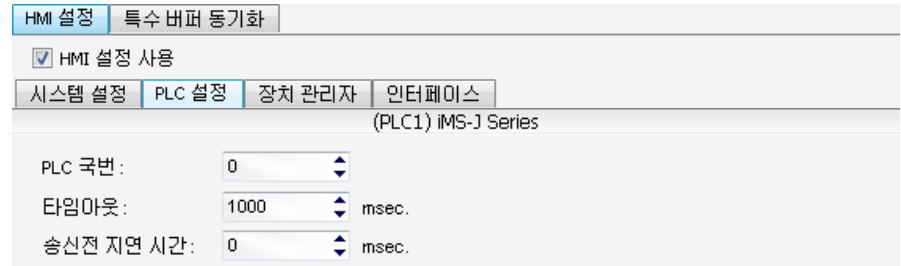 HMI 설정 특수 버퍼 동기화
HMI 설정 사용
시스템 설정 PLC 설정 장치 관리자 인터페이스
(PLC1) iMS-J Series
PLC 국번 : 0
타임아웃 : 1000 msec.
송신전 지연 시간 : 0 msec.